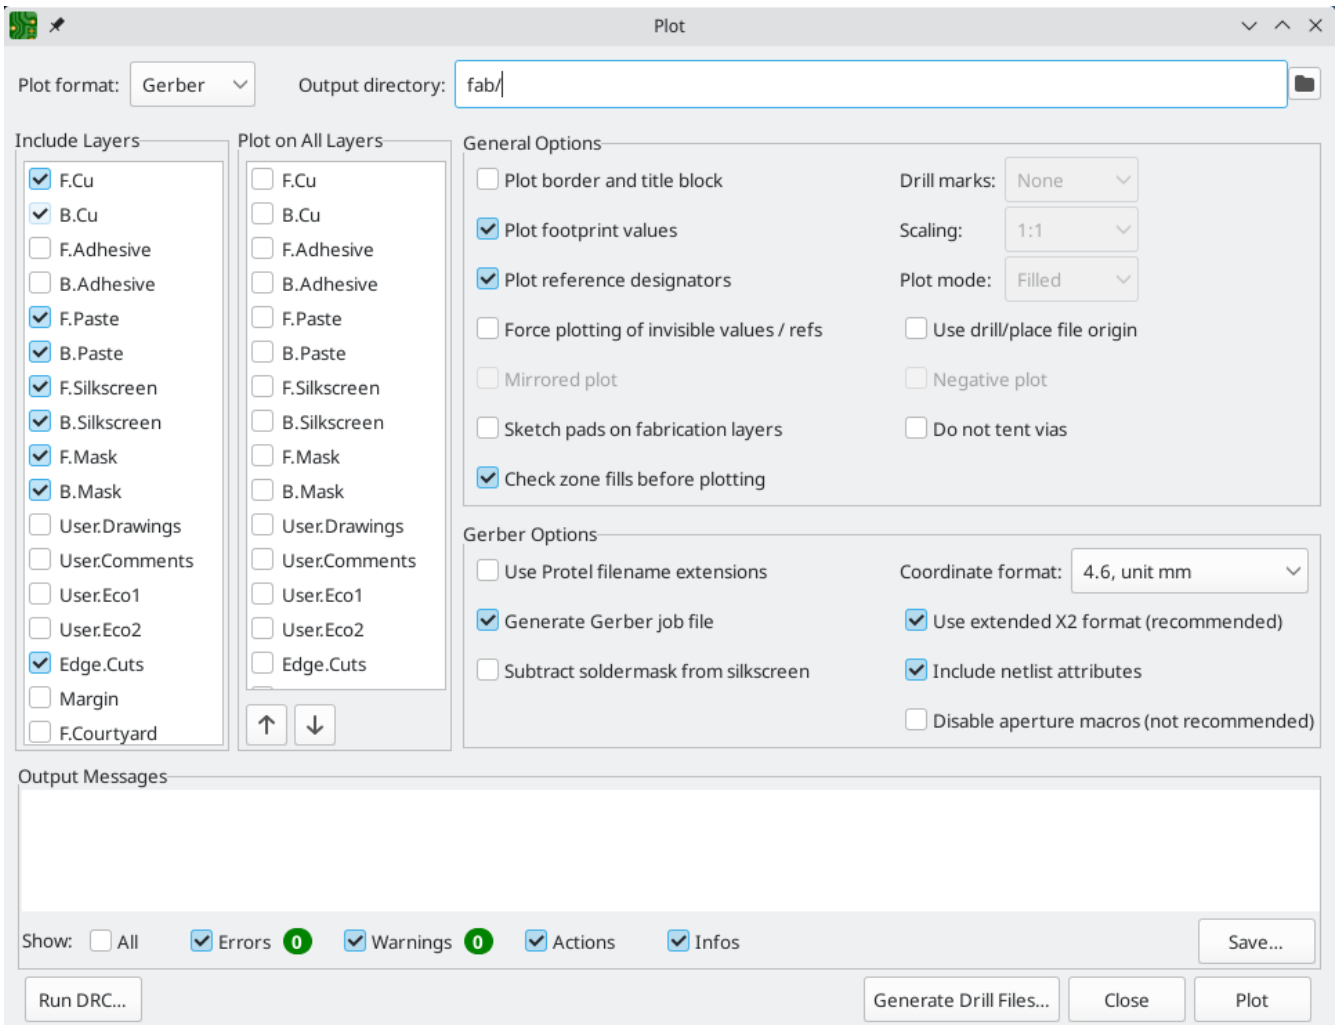 Plot
Plot format: Gerber Output directory: fab/
Include Layers
F.Cu
B.Cu
F.Adhesive
B.Adhesive
F.Paste
B.Paste
F.Silkscreen
B.Silkscreen
F.Mask
B.Mask
User.Drawings
User.Comments
User.Eco1
User.Eco2
Edge.Cuts
Margin
F.Courtyard
Plot on All Layers
F.Cu
B.Cu
F.Adhesive
B.Adhesive
F.Paste
B.Paste
F.Silkscreen
B.Silkscreen
F.Mask
B.Mask
User.Drawings
User.Comments
User.Eco1
User.Eco2
Edge.Cuts
General Options
Plot border and title block Drill marks: None
Plot footprint values Scaling: 1:1
Plot reference designators Plot mode: Filled
Force plotting of invisible values / refs Use drill/place file origin
Mirrored plot Negative plot
Sketch pads on fabrication layers Do not tent vias
Check zone fills before plotting
Gerber Options
Use Protel filename extensions Coordinate format: 4.6, unit mm
Generate Gerber job file Use extended X2 format (recommended)
Subtract soldermask from silkscreen Include netlist attributes
Disable aperture macros (not recommended)
Output Messages
Show: All Errors 0 Warnings 0 Actions Infos Save...
Run DRC... Generate Drill Files... Close Plot